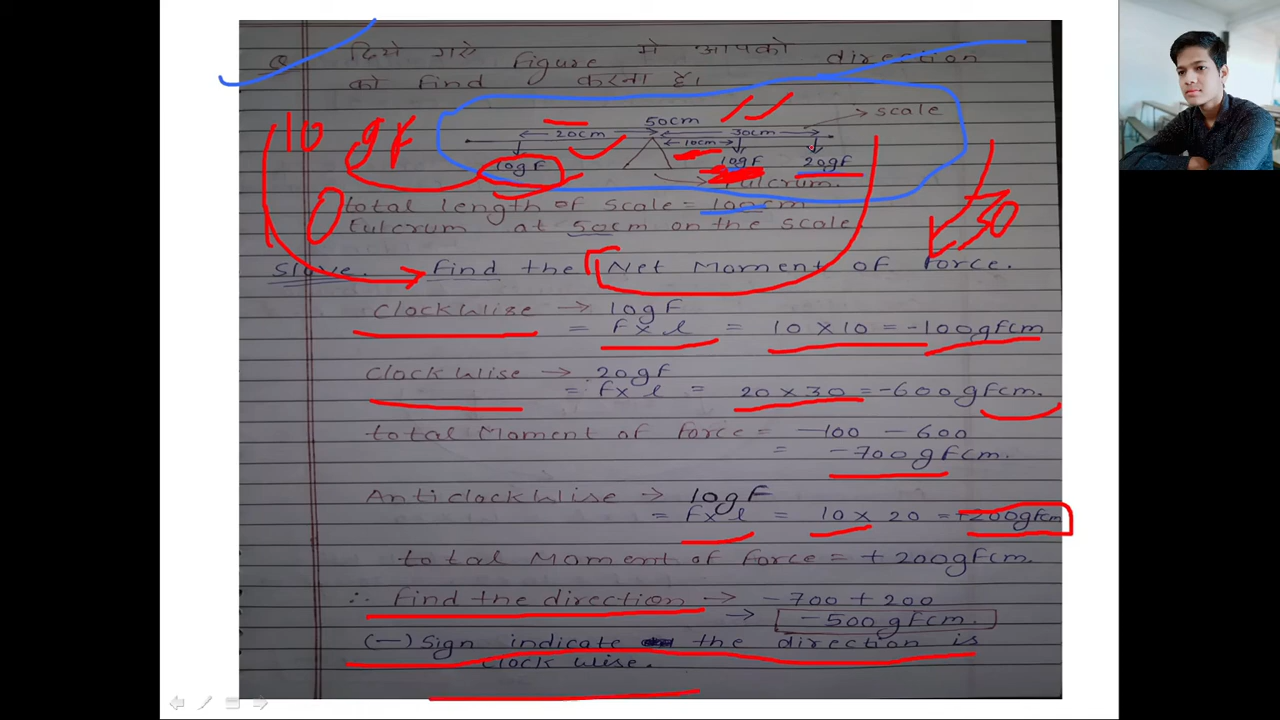 Q दिये गये Figure मे आपको direction
को Find करना है।
50cm
scale
20cm
30cm
10cm
10gF
10gF
20gF
Fulcrum.
10 gF
0
50
total length of scale = 100cm
Fulcrum at 50cm on the scale
Slove. Find the Net Moment of force.
Clockwise → 10gF
= F × l = 10 × 10 = -100gfcm
Clockwise → 20gF
= F × l = 20 × 30 = -600gfcm.
total Moment of force = -100 - 600
= -700gfcm.
Anticlockwise → 10gF
= F × l = 10 × 20 = +200gfcm
total Moment of force = +200gfcm.
∴ Find the direction → -700 + 200
→ -500gfcm.
(-) Sign indicate the direction is
clock wise.